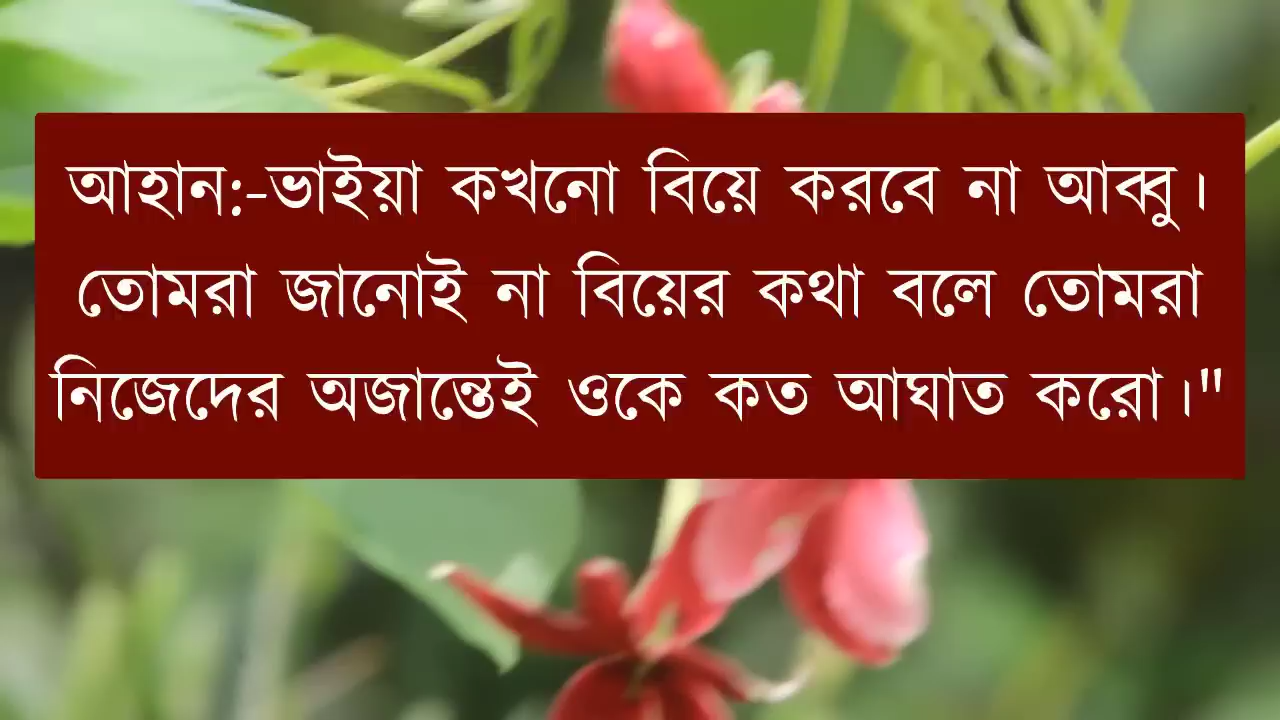 আহান:-ভাইয়া কখনো বিয়ে করবে না আব্বু।
তোমরা জানোই না বিয়ের কথা বলে তোমরা
নিজেদের অজান্তেই ওকে কত আঘাত করো।"